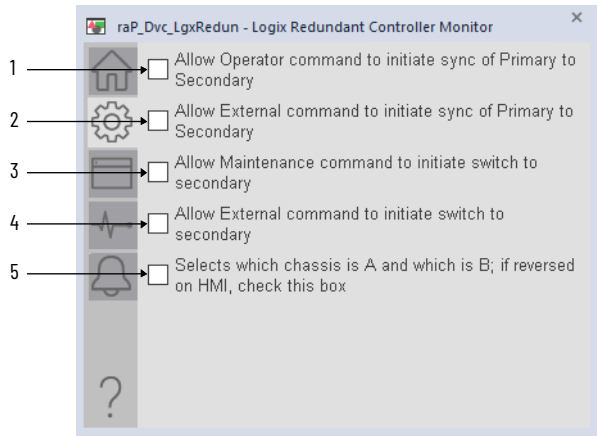 raP_Dvc_LgxRedun - Logix Redundant Controller Monitor
1
Allow Operator command to initiate sync of Primary to
Secondary
2
Allow External command to initiate sync of Primary to
Secondary
3
Allow Maintenance command to initiate switch to
secondary
4
Allow External command to initiate switch to
secondary
5
Selects which chassis is A and which is B; if reversed
on HMI, check this box
?